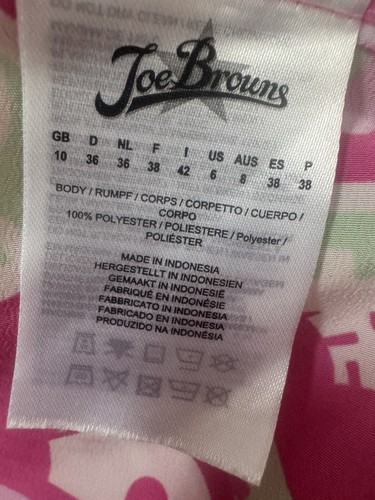 Joe Browns
GB D NL F I US AUS ES P
10 36 36 38 42 6 8 38 38
BODY / RUMPF / CORPS / CORPETTO / CUERPO /
CORPO
100% POLYESTER / POLIESTERE / Polyester /
POLIÉSTER
MADE IN INDONESIA
HERGESTELLT IN INDONESIEN
GEMAAKT IN INDONESIË
FABRIQUÉ EN INDONÉSIE
FABBRICATO IN INDONESIA
FABRICADO EN INDONESIA
PRODUZIDO NA INDONÉSIA